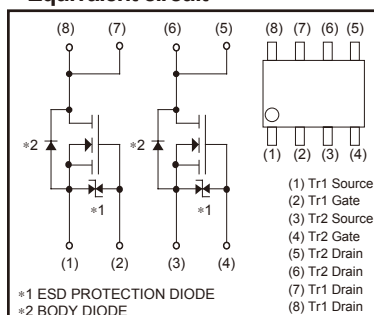 Equivalent circuit
(8) (7) (6) (5)
(8) (7) (6) (5)
∗2 ∗2
∗1 ∗1
(1) (2) (3) (4)
(1) (2) (3) (4)
(1) Tr1 Source
(2) Tr1 Gate
(3) Tr2 Source
(4) Tr2 Gate
(5) Tr2 Drain
(6) Tr2 Drain
(7) Tr1 Drain
(8) Tr1 Drain
∗1 ESD PROTECTION DIODE
∗2 BODY DIODE